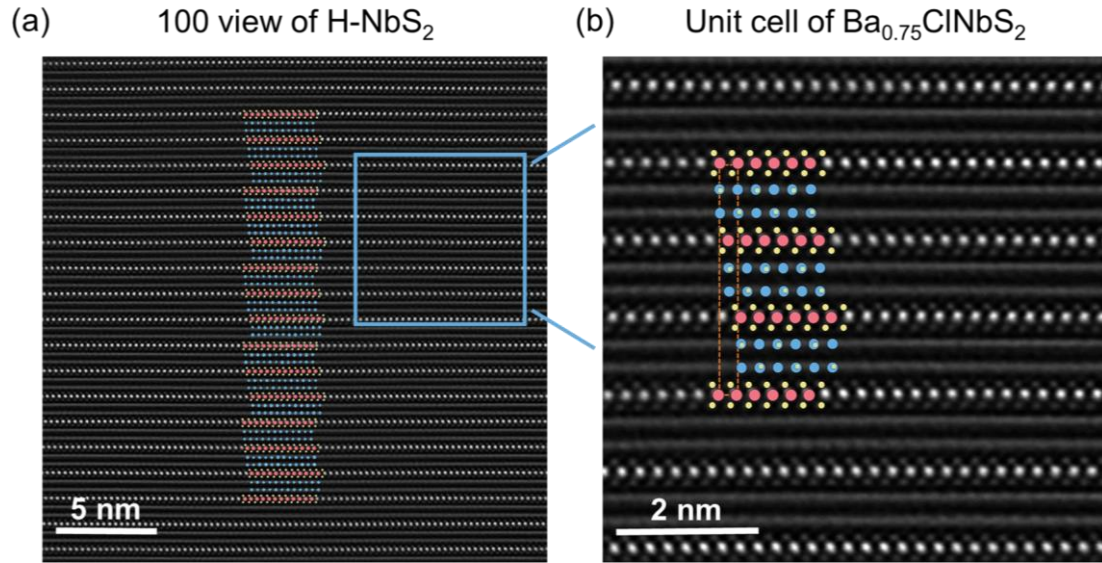 (a) 100 view of H-NbS₂
(b) Unit cell of Ba₀.₇₅ClNbS₂
5 nm
2 nm